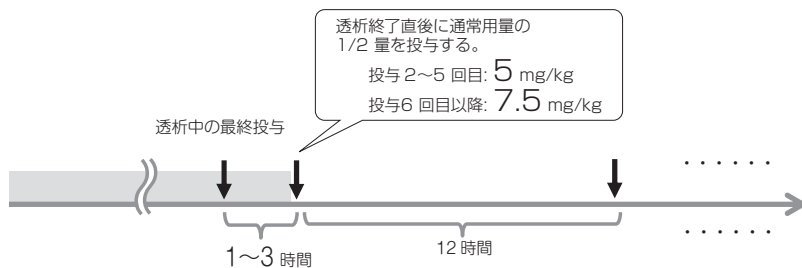 透析終了直後に通常用量の
1/2 量を投与する。
投与2～5 回目: 5 mg/kg
投与6 回目以降: 7.5 mg/kg
透析中の最終投与
・・・・・・
1～3 時間
12 時間
・・・・・・